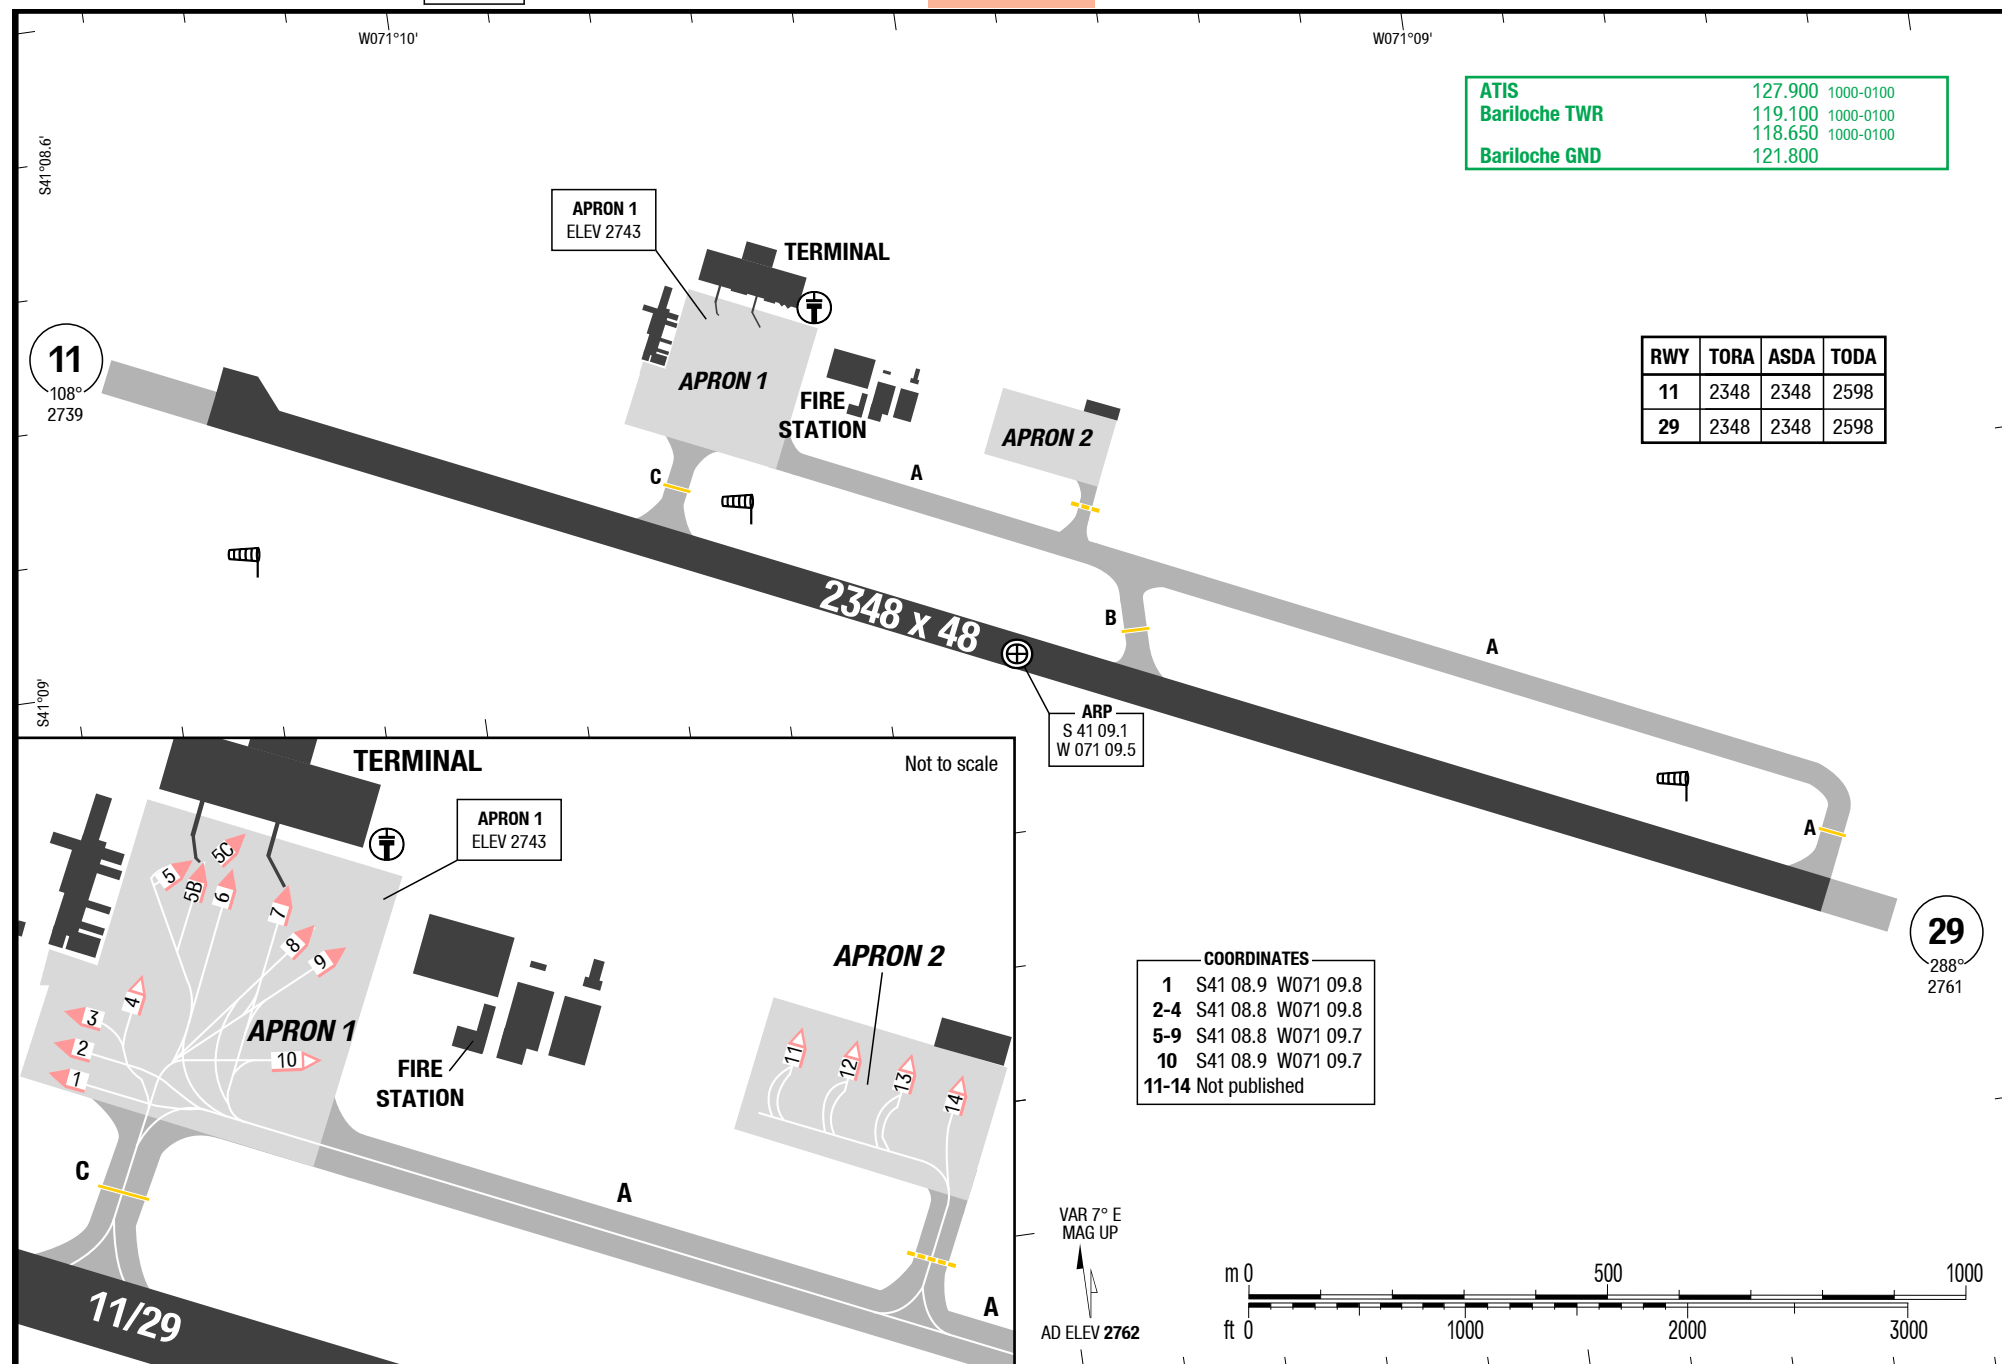 W071°10'
W071°09'
S41°08.6'
S41°09'
ATIS 127.900 1000-0100
Bariloche TWR 119.100 1000-0100
118.650 1000-0100
Bariloche GND 121.800
APRON 1
ELEV 2743
TERMINAL
11
108°
2739
APRON 1
FIRE
STATION
APRON 2
RWY TORA ASDA TODA
11 2348 2348 2598
29 2348 2348 2598
C
A
B
A
2348 x 48
ARP
S 41 09.1
W 071 09.5
A
29
288°
2761
TERMINAL
Not to scale
APRON 1
ELEV 2743
5
5B
5C
6
7
8
9
4
3
2
1
10
APRON 1
FIRE
STATION
APRON 2
11
12
13
14
C
A
A
11/29
COORDINATES
1 S41 08.9 W071 09.8
2-4 S41 08.8 W071 09.8
5-9 S41 08.8 W071 09.7
10 S41 08.9 W071 09.7
11-14 Not published
VAR 7° E
MAG UP
AD ELEV 2762
m 0 500 1000
ft 0 1000 2000 3000